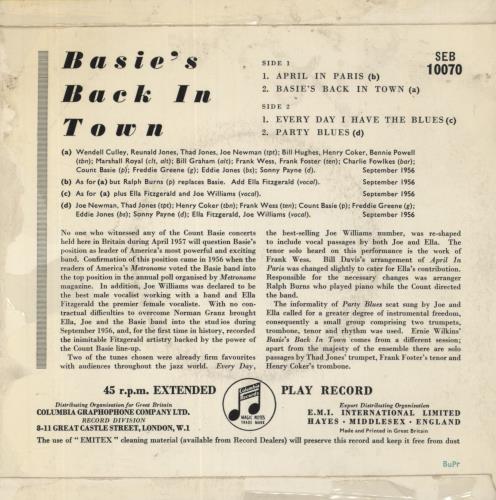 Basie's
Back In
Town
SEB
10070
SIDE 1
1. APRIL IN PARIS (b)
2. BASIE'S BACK IN TOWN (a)
SIDE 2
1. EVERY DAY I HAVE THE BLUES (c)
2. PARTY BLUES (d)
(a) Wendell Culley, Reunald Jones, Thad Jones, Joe Newman (tpt); Bill Hughes, Henry Coker, Bennie Powell
(tbn); Marshall Royal (clt, alt); Bill Graham (alt); Frank Wess, Frank Foster (ten); Charlie Fowlkes (bar);
Count Basie (p); Freddie Greene (g); Eddie Jones (bs); Sonny Payne (d). September 1956
(b) As for (a) but Ralph Burns (p) replaces Basie. Add Ella Fitzgerald (vocal). September 1956
(c) As for (a) plus Ella Fitzgerald and Joe Williams (vocal). September 1956
(d) Joe Newman, Thad Jones (tpt); Henry Coker (tbn); Frank Wess (ten); Count Basie (p); Freddie Greene (g);
Eddie Jones (bs); Sonny Payne (d); Ella Fitzgerald, Joe Williams (vocal). September 1956
No one who witnessed any of the Count Basie concerts
held here in Britain during April 1957 will question Basie's
position as leader of America's most powerful and exciting
band. Confirmation of this position came in 1956 when the
readers of America's Metronome voted the Basie band into
the top position in the annual poll organised by Metronome
magazine. In addition, Joe Williams was declared to be
the best male vocalist working with a band and Ella
Fitzgerald the premier female vocalist. With no con-
tractual difficulties to overcome Norman Granz brought
Ella, Joe and the Basie band into the studios during
September 1956, and, for the first time in history, recorded
the inimitable Fitzgerald artistry backed by the power of
the Count Basie line-up.
Two of the tunes chosen were already firm favourites
with audiences throughout the jazz world. Every Day,
the best-selling Joe Williams number, was re-shaped
to include vocal passages by both Joe and Ella. The
tenor solo heard on this performance is the work of
Frank Wess. Bill Davis's arrangement of April In
Paris was changed slightly to cater for Ella's contribution.
Responsible for the necessary changes was arranger
Ralph Burns who played piano while the Count directed
the band.
The informality of Party Blues scat sung by Joe and
Ella called for a greater degree of instrumental freedom,
consequently a small group comprising two trumpets,
trombone, tenor and rhythm was used. Ernie Wilkins'
Basie's Back In Town comes from a different session;
apart from the majesty of the ensemble there are solo
passages by Thad Jones' trumpet, Frank Foster's tenor and
Henry Coker's trombone.
45 r.p.m. EXTENDED PLAY RECORD
Distributing Organisation for Great Britain
COLUMBIA GRAPHOPHONE COMPANY LTD.
RECORD DIVISION
8-11 GREAT CASTLE STREET, LONDON, W.1
Columbia
MAGIC NOTES
TRADE MARK
Export Distributing Organisation
E.M.I. INTERNATIONAL LIMITED
HAYES · MIDDLESEX · ENGLAND
Made and Printed in Great Britain
The use of "EMITEX" cleaning material (available from Record Dealers) will preserve this record and keep it free from dust
BuPr